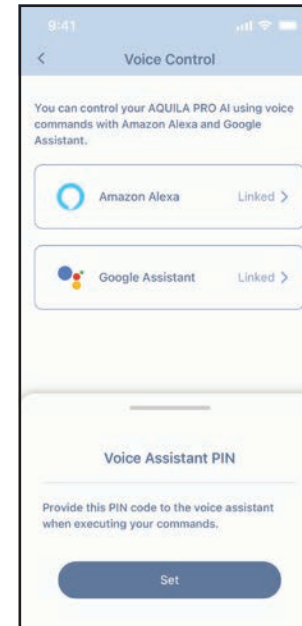 9:41
Voice Control
You can control your AQUILA PRO AI using voice
commands with Amazon Alexa and Google
Assistant.
Amazon Alexa Linked
Google Assistant Linked
Voice Assistant PIN
Provide this PIN code to the voice assistant
when executing your commands.
Set